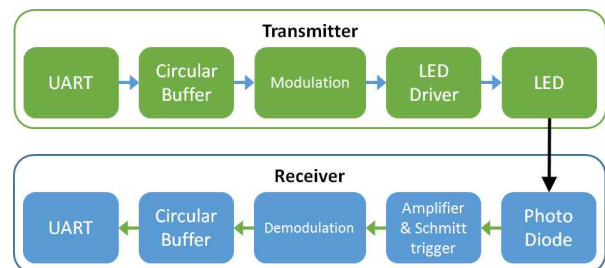 Transmitter
UART
Circular
Buffer
Modulation
LED
Driver
LED
Receiver
UART
Circular
Buffer
Demodulation
Amplifier
& Schmitt
trigger
Photo
Diode